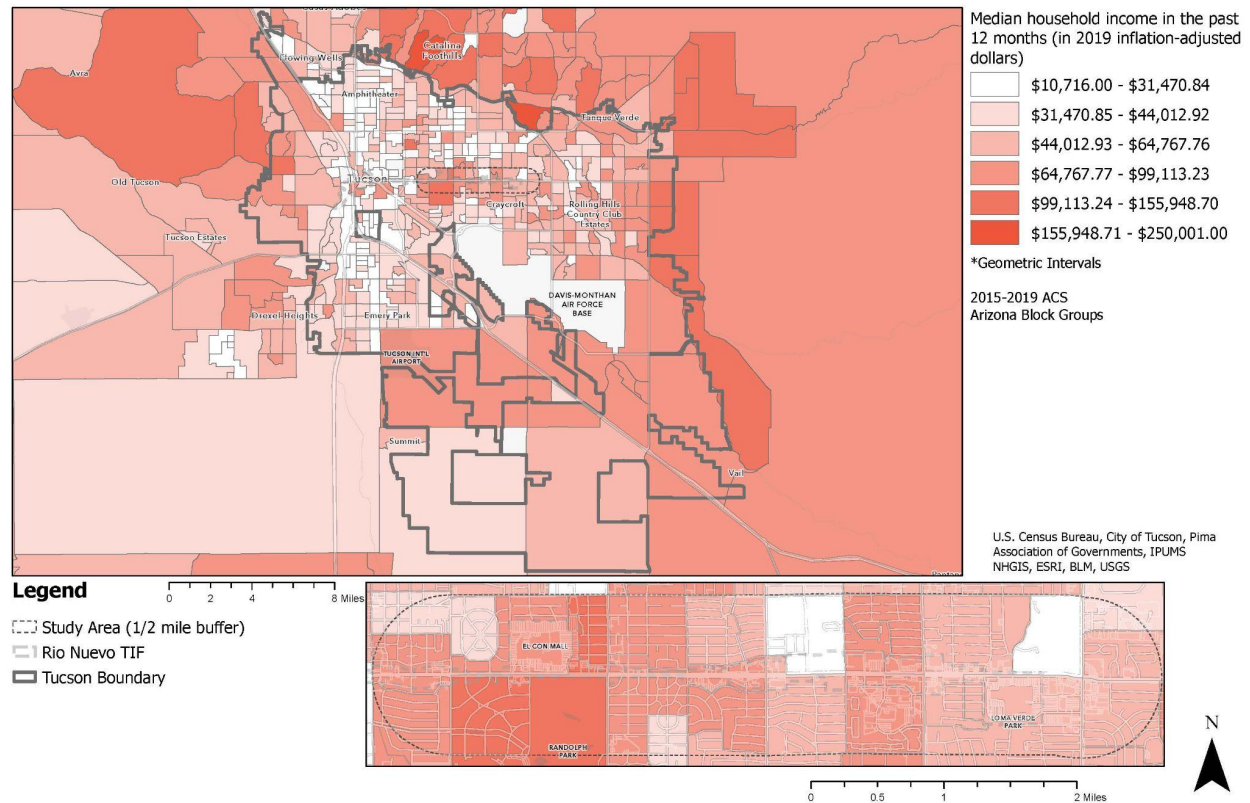 Casas Adobes
Catalina
Foothills
Flowing Wells
Avra
Amphitheater
Tanque Verde
Tucson
Old Tucson
Craycroft
Rolling Hills
Country Club
Estates
Tucson Estates
DAVIS-MONTHAN
AIR FORCE
BASE
Drexel Heights
Emery Park
TUCSON INT'L
AIRPORT
Summit
Vail
Median household income in the past
12 months (in 2019 inflation-adjusted
dollars)
$10,716.00 - $31,470.84
$31,470.85 - $44,012.92
$44,012.93 - $64,767.76
$64,767.77 - $99,113.23
$99,113.24 - $155,948.70
$155,948.71 - $250,001.00
*Geometric Intervals
2015-2019 ACS
Arizona Block Groups
U.S. Census Bureau, City of Tucson, Pima
Association of Governments, IPUMS
NHGIS, ESRI, BLM, USGS
Legend
0 2 4 8 Miles
Study Area (1/2 mile buffer)
Rio Nuevo TIF
Tucson Boundary
EL CON MALL
LOMA VERDE
PARK
RANDOLPH
PARK
N
0 0.5 1 2 Miles